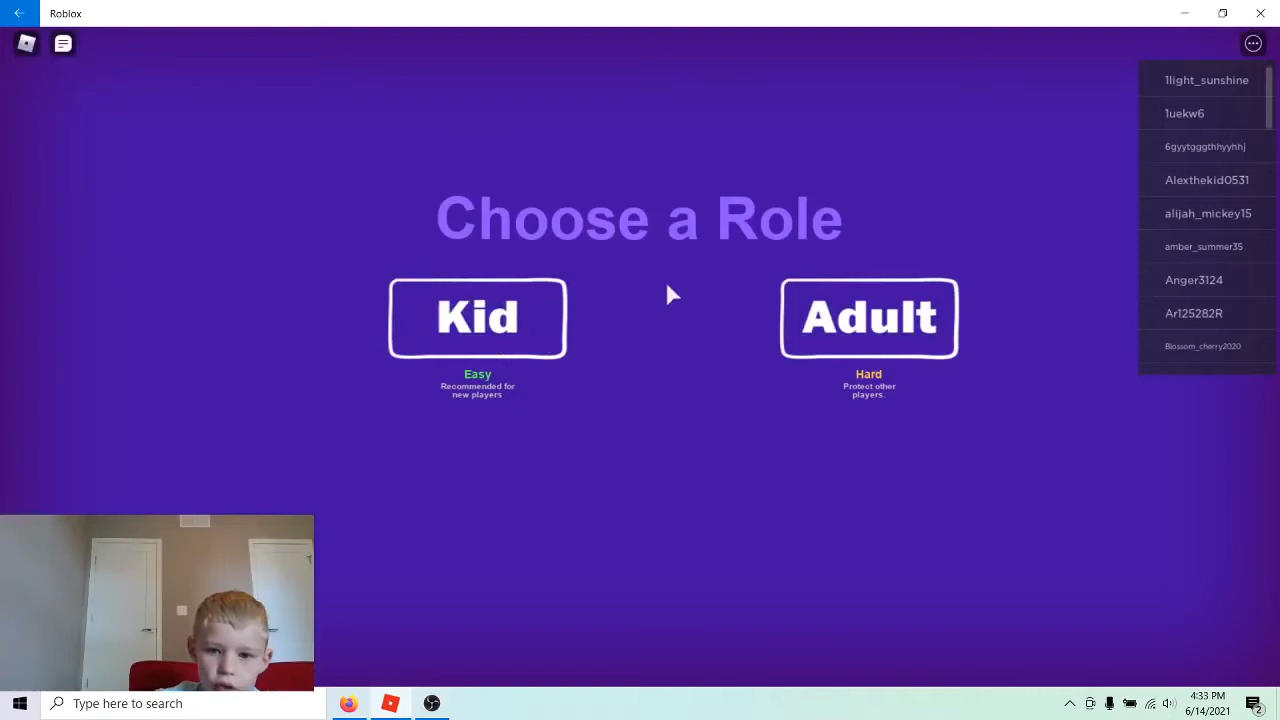 Roblox
1light_sunshine
1uekw6
6gyytgggthhyyhhj
Alexthekid0531
alijah_mickey15
amber_summer35
Anger3124
Ar125282R
Blossom_cherry2020
Choose a Role
Kid
Adult
Easy
Recommended for
new players
Hard
Protect other
players.
Type here to search
4:33 PM
6/14/2021
2